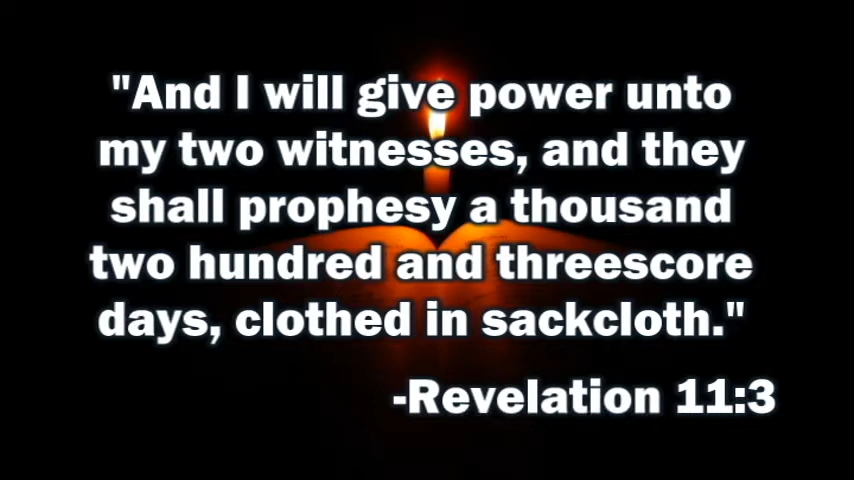 "And I will give power unto
my two witnesses, and they
shall prophesy a thousand
two hundred and threescore
days, clothed in sackcloth."
-Revelation 11:3